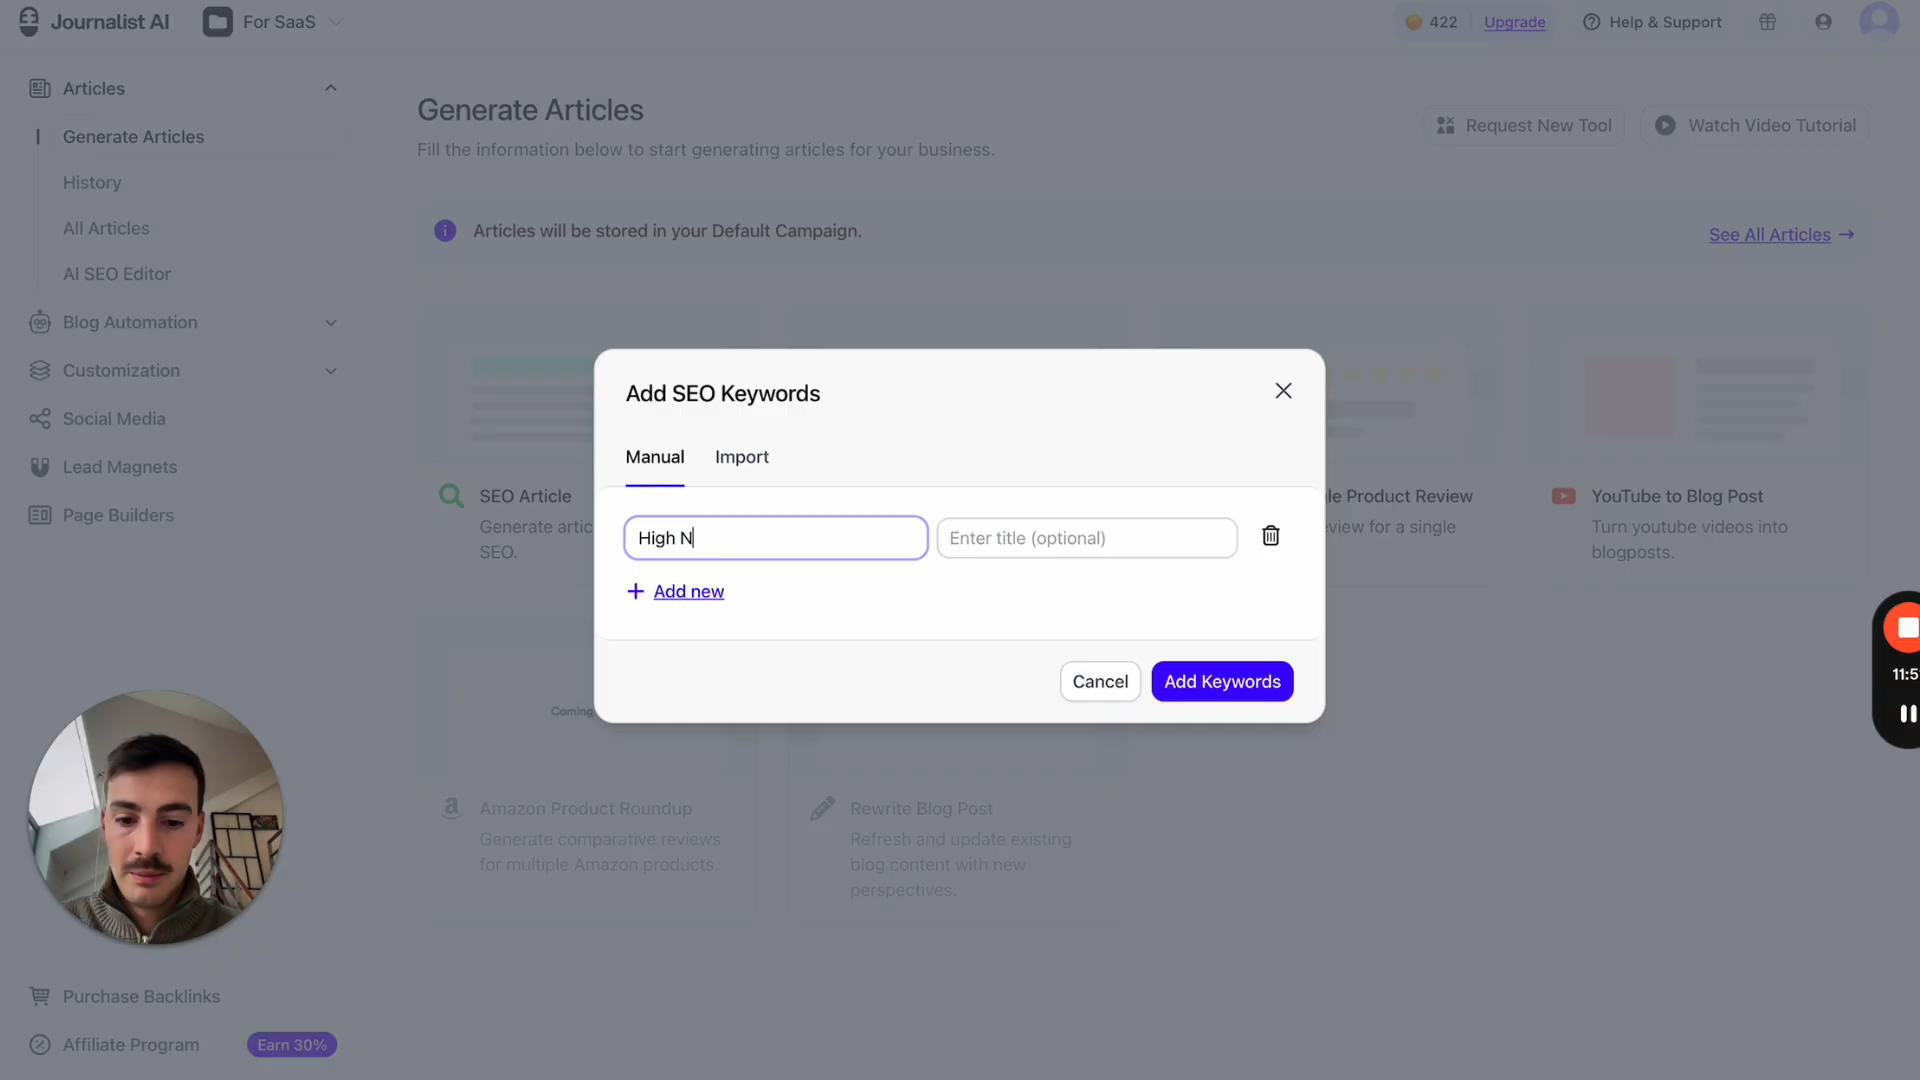 Journalist AI
For SaaS
422
Upgrade
Help & Support
Articles
Generate Articles
History
All Articles
AI SEO Editor
Blog Automation
Customization
Social Media
Lead Magnets
Page Builders
Purchase Backlinks
Affiliate Program
Earn 30%
Generate Articles
Fill the information below to start generating articles for your business.
Request New Tool
Watch Video Tutorial
Articles will be stored in your Default Campaign.
See All Articles →
Add SEO Keywords
Manual
Import
High N
Enter title (optional)
+ Add new
Cancel
Add Keywords
SEO Article
Generate
SEO.
Product Review
for a single
YouTube to Blog Post
Turn youtube videos into
blogposts.
Coming
Amazon Product Roundup
Generate comparative reviews
for multiple Amazon products.
Rewrite Blog Post
Refresh and update existing
blog content with new
perspectives.